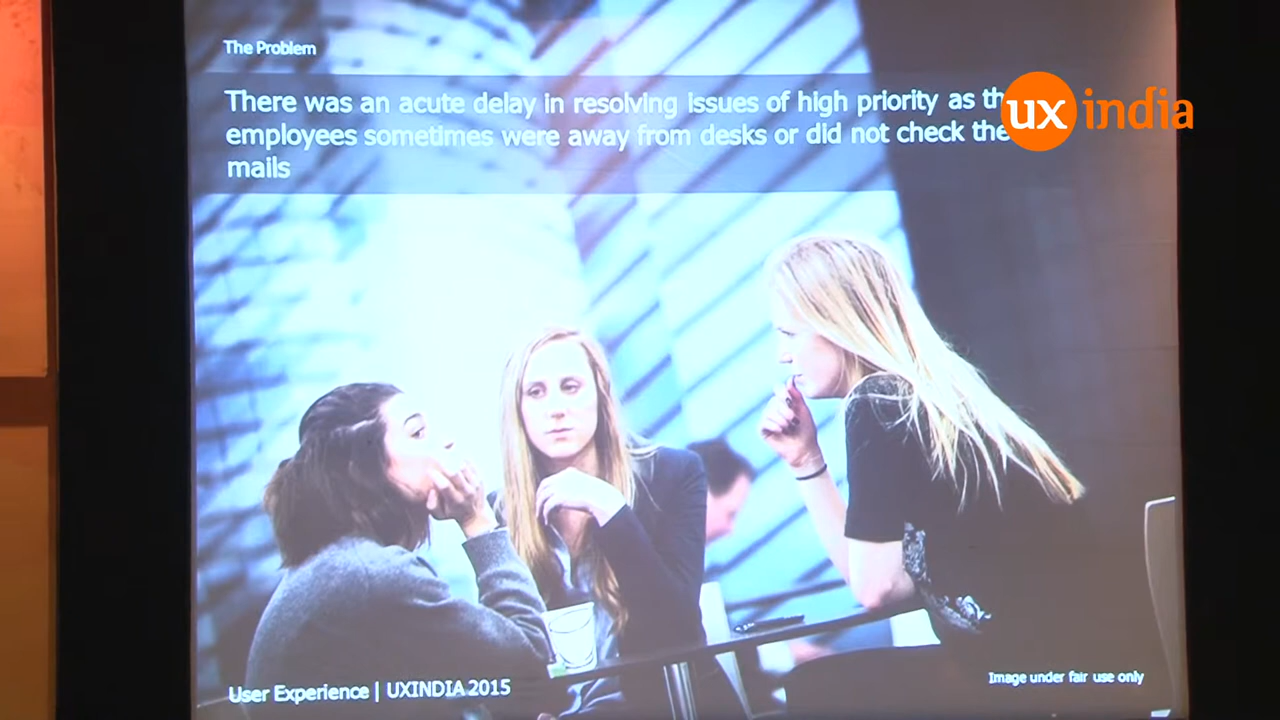 The Problem
There was an acute delay in resolving issues of high priority as th
employees sometimes were away from desks or did not check the
mails
ux india
User Experience | UXINDIA 2015
Image under fair use only